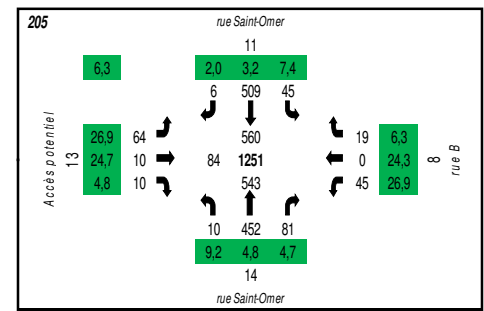 205 rue Saint-Omer
11
6,3 2,0 3,2 7,4
6 509 45
26,9 64 560 19 6,3
Accès potentiel 13 24,7 10 84 1251 0 24,3 8 rue B
4,8 10 543 45 26,9
10 452 81
9,2 4,8 4,7
14
rue Saint-Omer